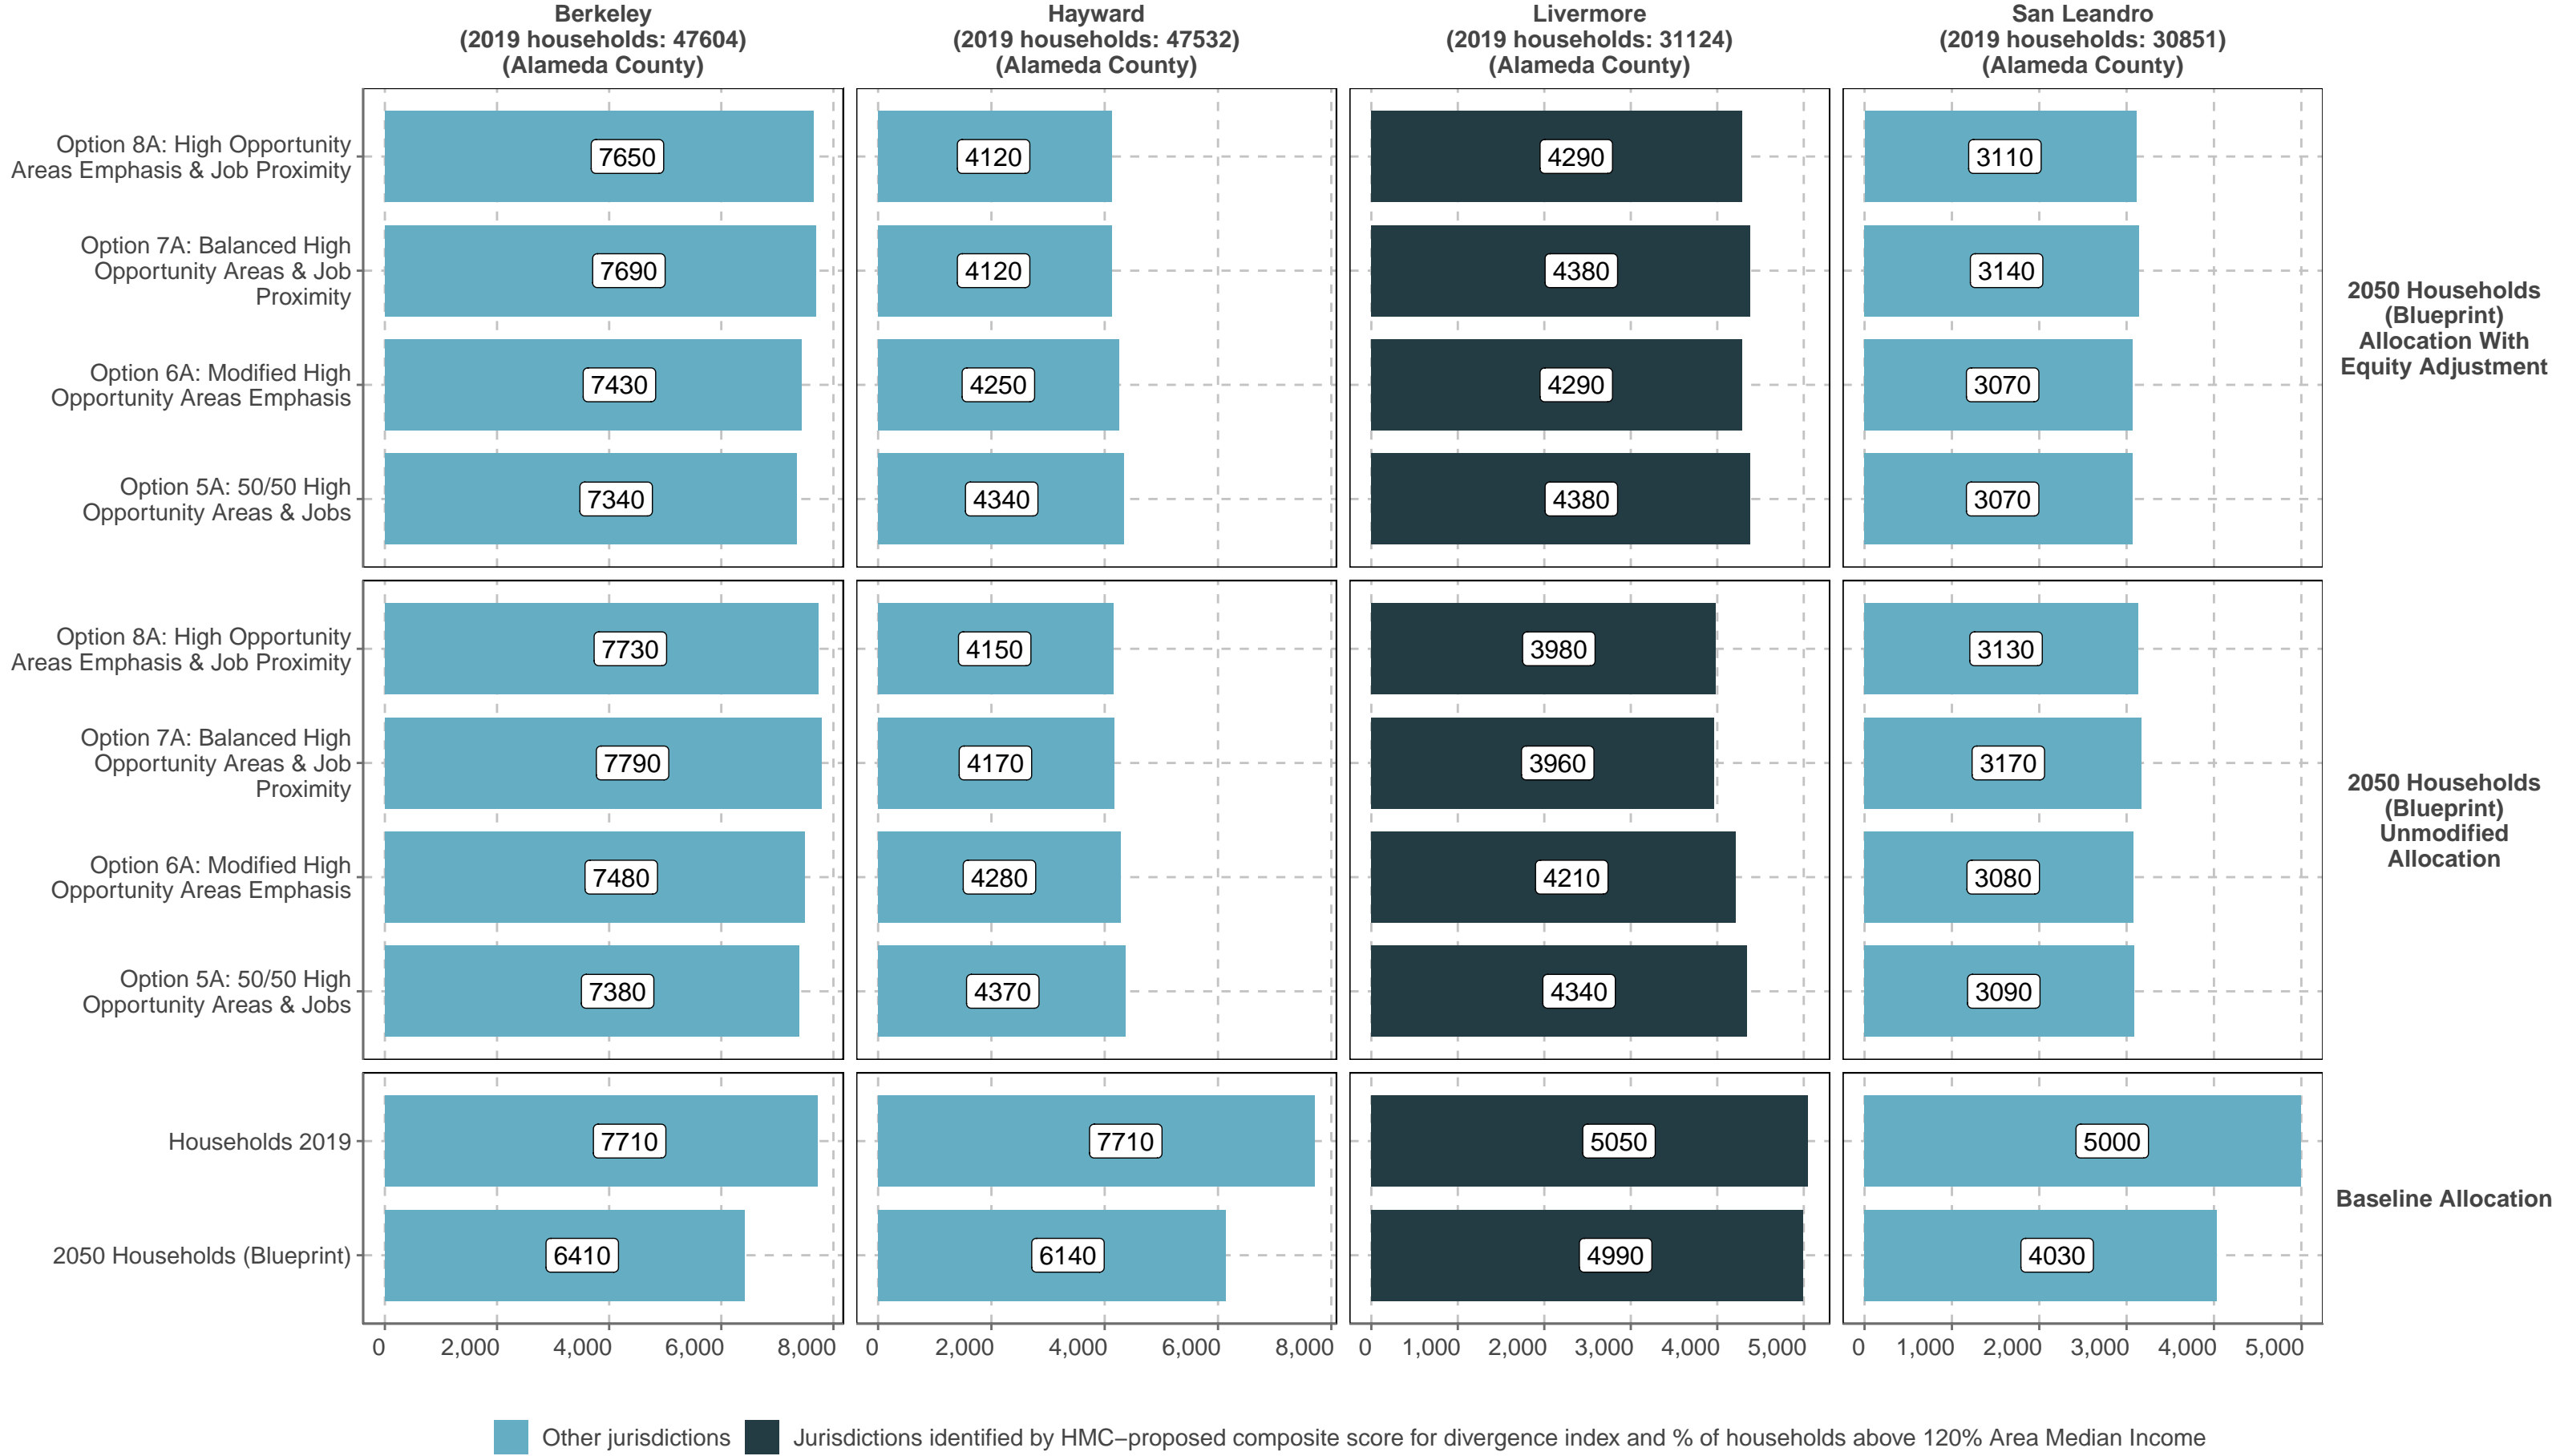 Berkeley
(2019 households: 47604)
(Alameda County)
Hayward
(2019 households: 47532)
(Alameda County)
Livermore
(2019 households: 31124)
(Alameda County)
San Leandro
(2019 households: 30851)
(Alameda County)
Option 8A: High Opportunity
Areas Emphasis & Job Proximity
7650
4120
4290
3110
Option 7A: Balanced High
Opportunity Areas & Job
Proximity
7690
4120
4380
3140
Option 6A: Modified High
Opportunity Areas Emphasis
7430
4250
4290
3070
Option 5A: 50/50 High
Opportunity Areas & Jobs
7340
4340
4380
3070
2050 Households
(Blueprint)
Allocation With
Equity Adjustment
Option 8A: High Opportunity
Areas Emphasis & Job Proximity
7730
4150
3980
3130
Option 7A: Balanced High
Opportunity Areas & Job
Proximity
7790
4170
3960
3170
Option 6A: Modified High
Opportunity Areas Emphasis
7480
4280
4210
3080
Option 5A: 50/50 High
Opportunity Areas & Jobs
7380
4370
4340
3090
2050 Households
(Blueprint)
Unmodified
Allocation
Households 2019
7710
7710
5050
5000
2050 Households (Blueprint)
6410
6140
4990
4030
Baseline Allocation
0 2,000 4,000 6,000 8,000
0 2,000 4,000 6,000 8,000
0 1,000 2,000 3,000 4,000 5,000
0 1,000 2,000 3,000 4,000 5,000
Other jurisdictions
Jurisdictions identified by HMC−proposed composite score for divergence index and % of households above 120% Area Median Income